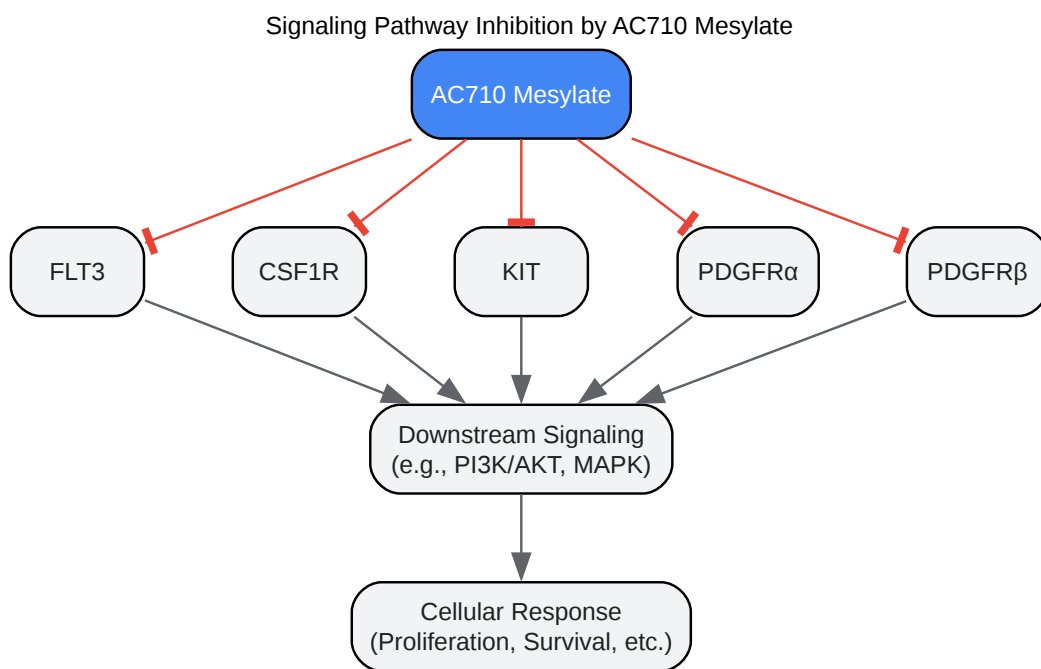 Signaling Pathway Inhibition by AC710 Mesylate
AC710 Mesylate
FLT3
CSF1R
KIT
PDGFRα
PDGFRβ
Downstream Signaling
(e.g., PI3K/AKT, MAPK)
Cellular Response
(Proliferation, Survival, etc.)